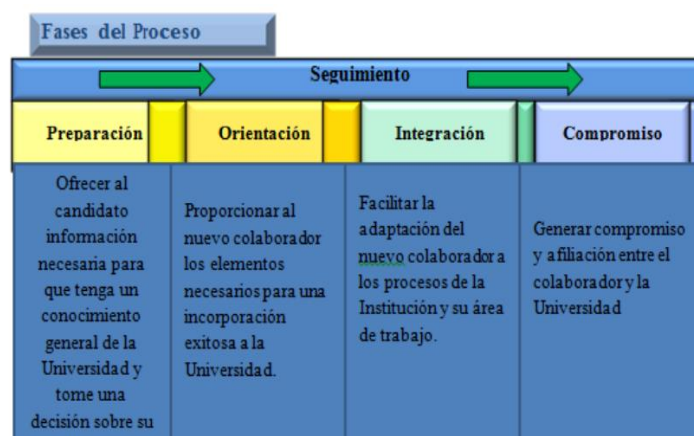 Fases del Proceso
Seguimiento
Preparación
Orientación
Integración
Compromiso
Ofrecer al
candidato
información
necesaria para
que tenga un
conocimiento
general de la
Universidad y
tome una
decisión sobre su
Proporcionar al
nuevo colaborador
los elementos
necesarios para una
incorporación
exitosa a la
Universidad.
Facilitar la
adaptación del
nuevo colaborador a
los procesos de la
Institución y su área
de trabajo.
Generar compromiso
y afiliación entre el
colaborador y la
Universidad